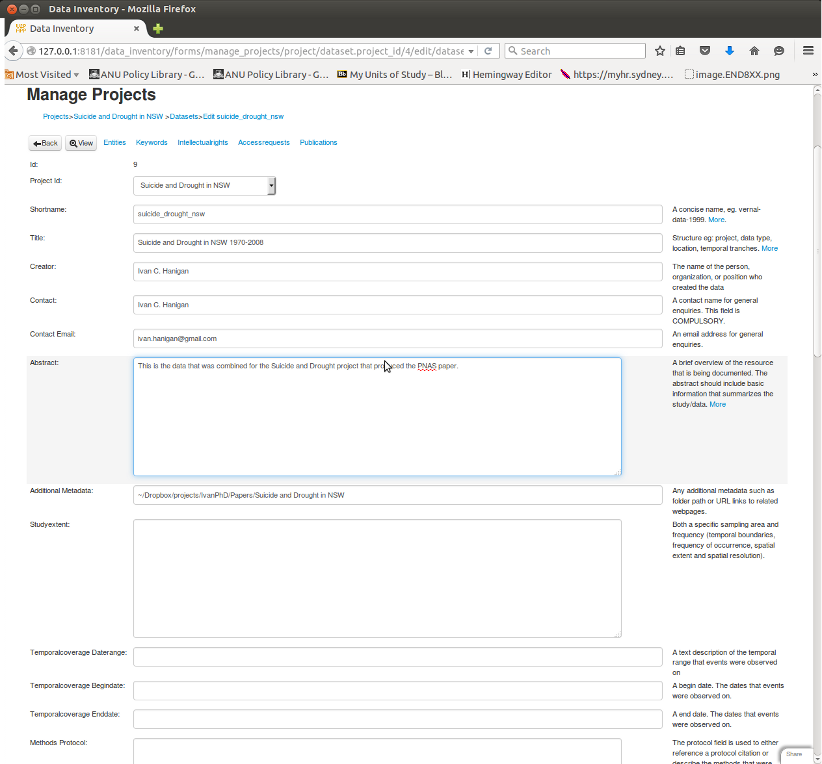 Data Inventory - Mozilla Firefox
Data Inventory
127.0.0.1:8181/data_inventory/forms/manage_projects/project/dataset.project_id/4/edit/datase
Search
Most Visited
ANU Policy Library - G...
ANU Policy Library - G...
Bb My Units of Study – Bl...
H| Hemingway Editor
https://myhr.sydney....
image.END8XX.png
»
Manage Projects
Projects>Suicide and Drought in NSW >Datasets>Edit suicide_drought_nsw
Back View Entities Keywords Intellectualrights Accessrequests Publications
Id: 9
Project Id: Suicide and Drought in NSW
Shortname: suicide_drought_nsw
A concise name, eg. vernal-
data-1999. More.
Title: Suicide and Drought in NSW 1970-2008
Structure eg: project, data type,
location, temporal tranches. More
Creator: Ivan C. Hanigan
The name of the person,
organization, or position who
created the data
Contact: Ivan C. Hanigan
A contact name for general
enquiries. This field is
COMPULSORY.
Contact Email: ivan.hanigan@gmail.com
An email address for general
enquiries.
Abstract: This is the data that was combined for the Suicide and Drought project that produced the PNAS paper.
A brief overview of the resource
that is being documented. The
abstract should include basic
information that summarizes the
study/data. More
Additional Metadata: ~/Dropbox/projects/IvanPhD/Papers/Suicide and Drought in NSW
Any additional metadata such as
folder path or URL links to related
webpages.
Studyextent:
Both a specific sampling area and
frequency (temporal boundaries,
frequency of occurrence, spatial
extent and spatial resolution).
Temporalcoverage Daterange:
A text description of the temporal
range that events were observed
on
Temporalcoverage Begindate:
A begin date. The dates that events
were observed on.
Temporalcoverage Enddate:
A end date. The dates that events
were observed on.
Methods Protocol:
The protocol field is used to either
reference a protocol citation or
describe the methods that were
Share